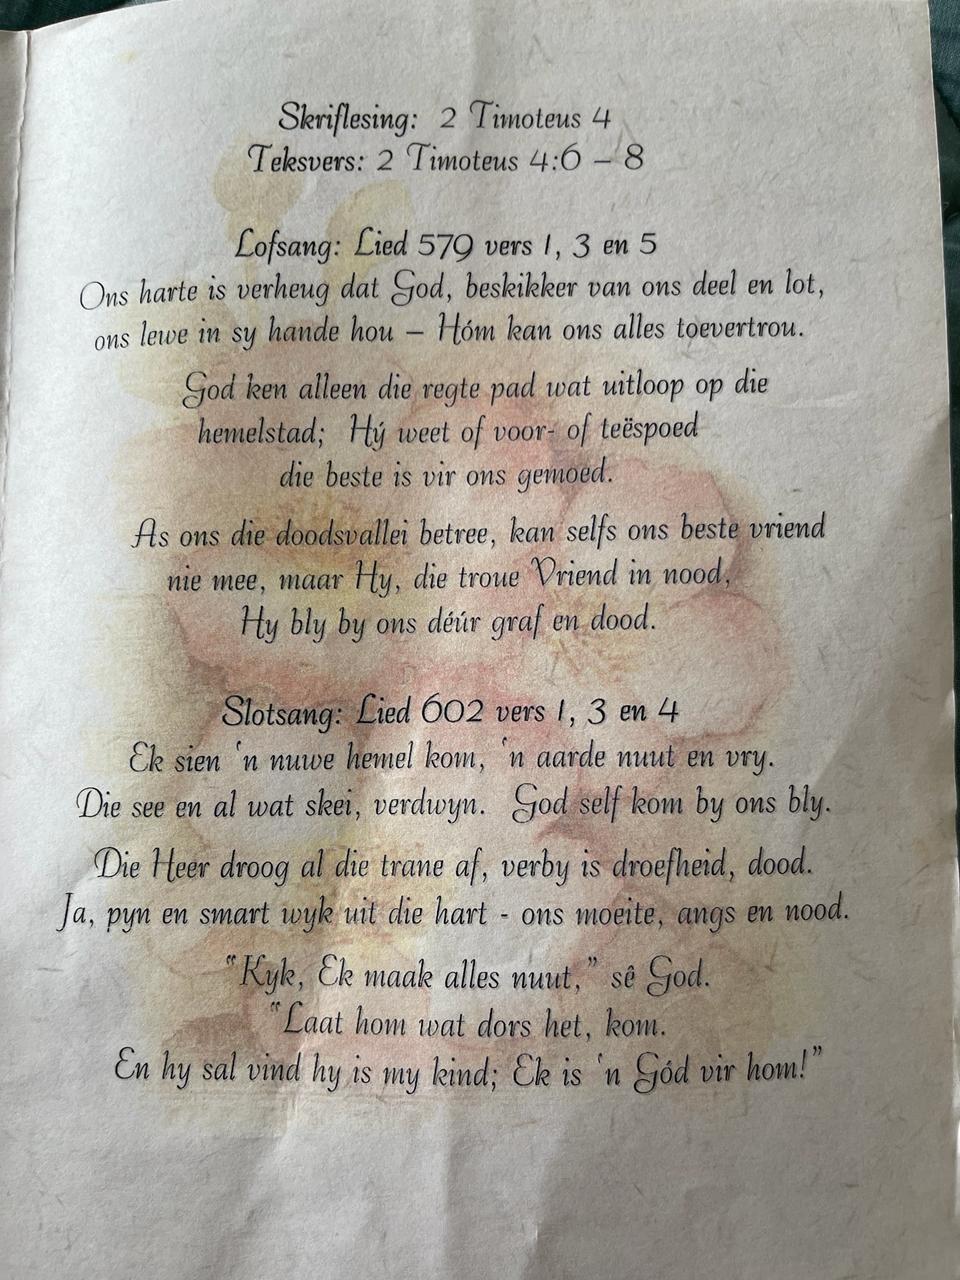 Skriflesing: 2 Timoteus 4
Teksvers: 2 Timoteus 4:6 – 8
Lofsang: Lied 579 vers 1, 3 en 5
Ons harte is verheug dat God, beskikker van ons deel en lot,
ons lewe in sy hande hou – Hóm kan ons alles toevertrou.
God ken alleen die regte pad wat uitloop op die
hemelstad; Hý weet of voor- of teëspoed
die beste is vir ons gemoed.
As ons die doodsvallei betree, kan selfs ons beste vriend
nie mee, maar Hy, die troue Vriend in nood,
Hy bly by ons déúr graf en dood.
Slotsang: Lied 602 vers 1, 3 en 4
Ek sien 'n nuwe hemel kom, 'n aarde nuut en vry.
Die see en al wat skei, verdwyn. God self kom by ons bly.
Die Heer droog al die trane af, verby is droefheid, dood.
Ja, pyn en smart wyk uit die hart - ons moeite, angs en nood.
"Kyk, Ek maak alles nuut," sê God.
"Laat hom wat dors het, kom.
En hy sal vind hy is my kind; Ek is 'n Gód vir hom!"